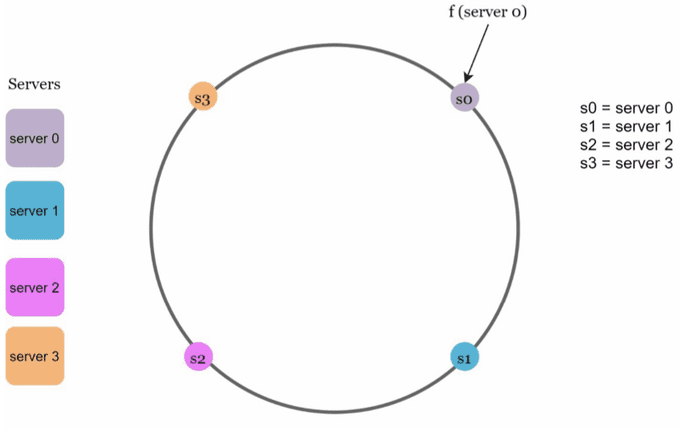 f (server 0)
Servers
server 0
server 1
server 2
server 3
s3
s0
s2
s1
s0 = server 0
s1 = server 1
s2 = server 2
s3 = server 3